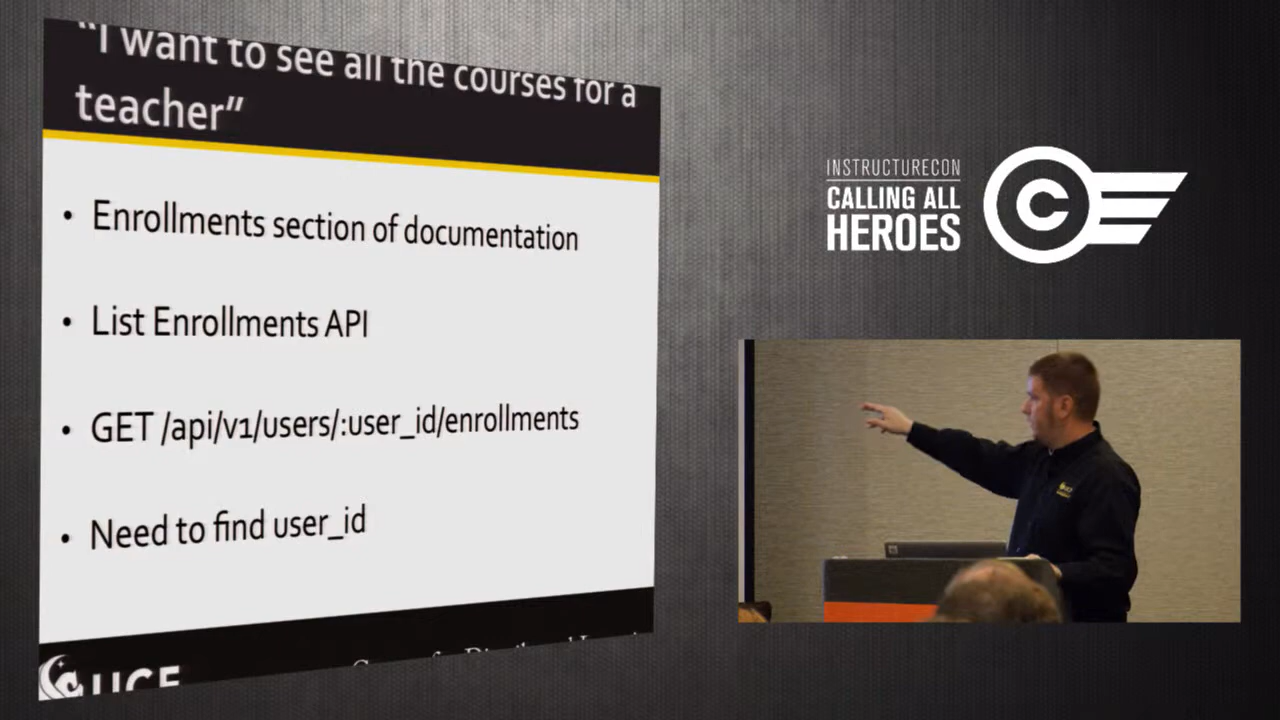 “I want to see all the courses for a
teacher”
• Enrollments section of documentation
• List Enrollments API
• GET /api/v1/users/:user_id/enrollments
• Need to find user_id
UCF
INSTRUCTURECON
CALLING ALL
HEROES
C